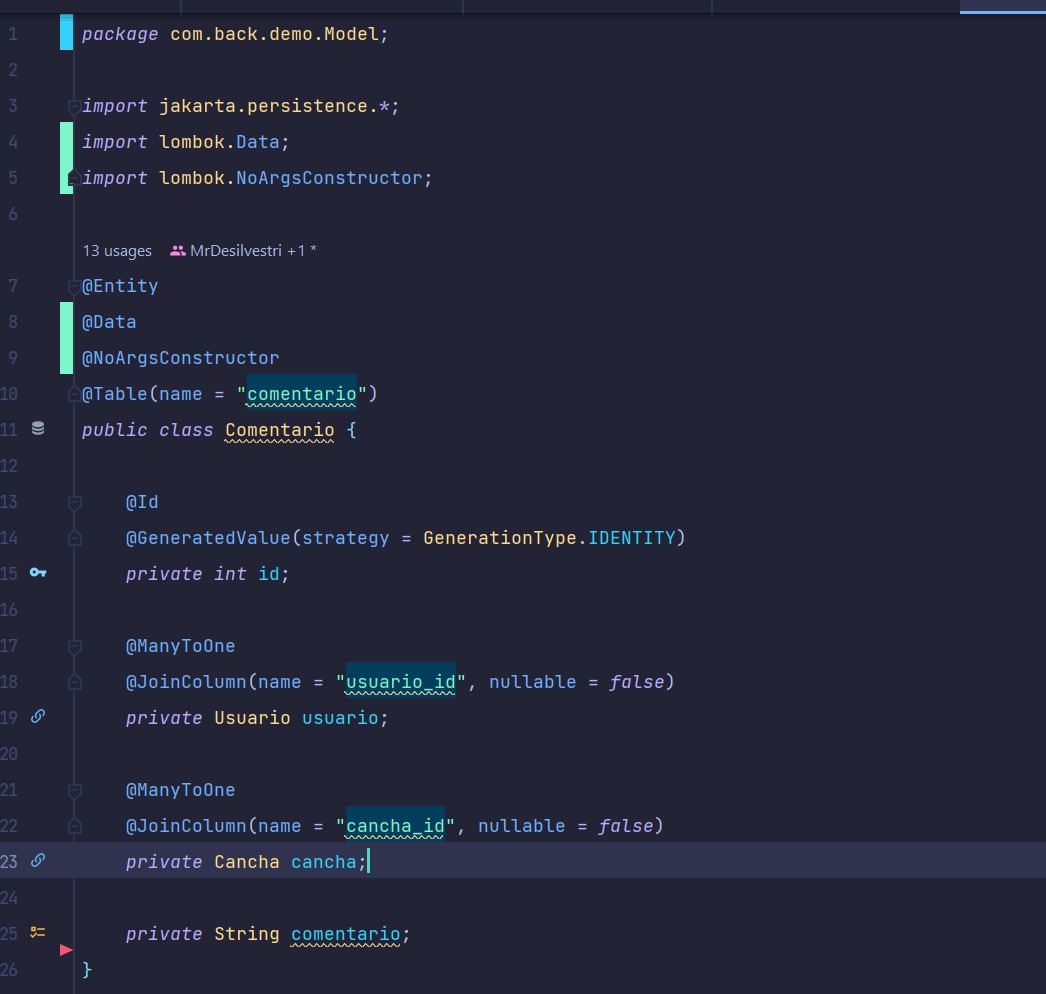 1 package com.back.demo.Model;
2
3 import jakarta.persistence.*;
4 import lombok.Data;
5 import lombok.NoArgsConstructor;
6
13 usages MrDesilvestri +1 *
7 @Entity
8 @Data
9 @NoArgsConstructor
10 @Table(name = "comentario")
11 public class Comentario {
12
13 @Id
14 @GeneratedValue(strategy = GenerationType.IDENTITY)
15 private int id;
16
17 @ManyToOne
18 @JoinColumn(name = "usuario_id", nullable = false)
19 private Usuario usuario;
20
21 @ManyToOne
22 @JoinColumn(name = "cancha_id", nullable = false)
23 private Cancha cancha;
24
25 private String comentario;
26 }